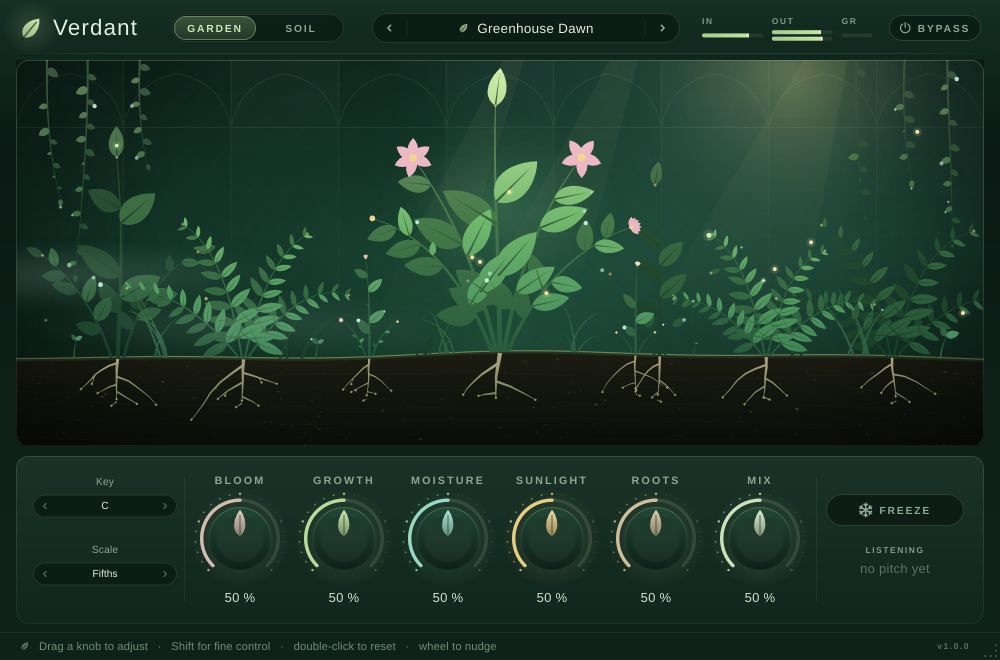 Verdant
GARDEN SOIL
Greenhouse Dawn
IN OUT GR
BYPASS
Key
C
Scale
Fifths
BLOOM GROWTH MOISTURE SUNLIGHT ROOTS MIX
50 % 50 % 50 % 50 % 50 % 50 %
FREEZE
LISTENING
no pitch yet
Drag a knob to adjust · Shift for fine control · double-click to reset · wheel to nudge
v1.0.0